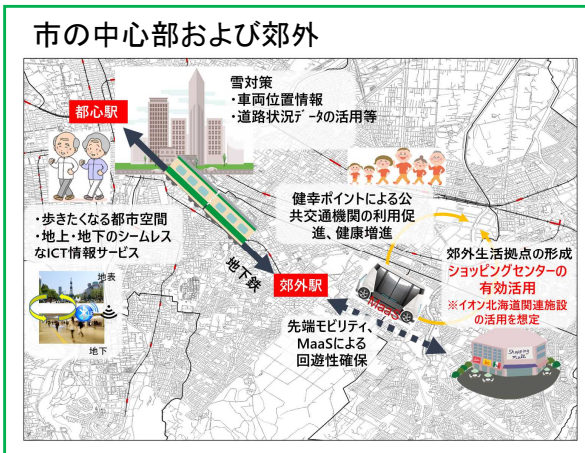 市の中心部および郊外
雪対策
・車両位置情報
・道路状況ﾃﾞｰﾀの活用等
都心駅
健幸ポイントによる公
共交通機関の利用促
進、健康増進
・歩きたくなる都市空間
・地上・地下のシームレス
なICT情報サービス
地下鉄
郊外駅
MaaS
郊外生活拠点の形成
ショッピングセンターの
有効活用
※イオン北海道関連施設
の活用を想定
地表
地下
先端モビリティ、
MaaSによる
回遊性確保
Shopping
mall